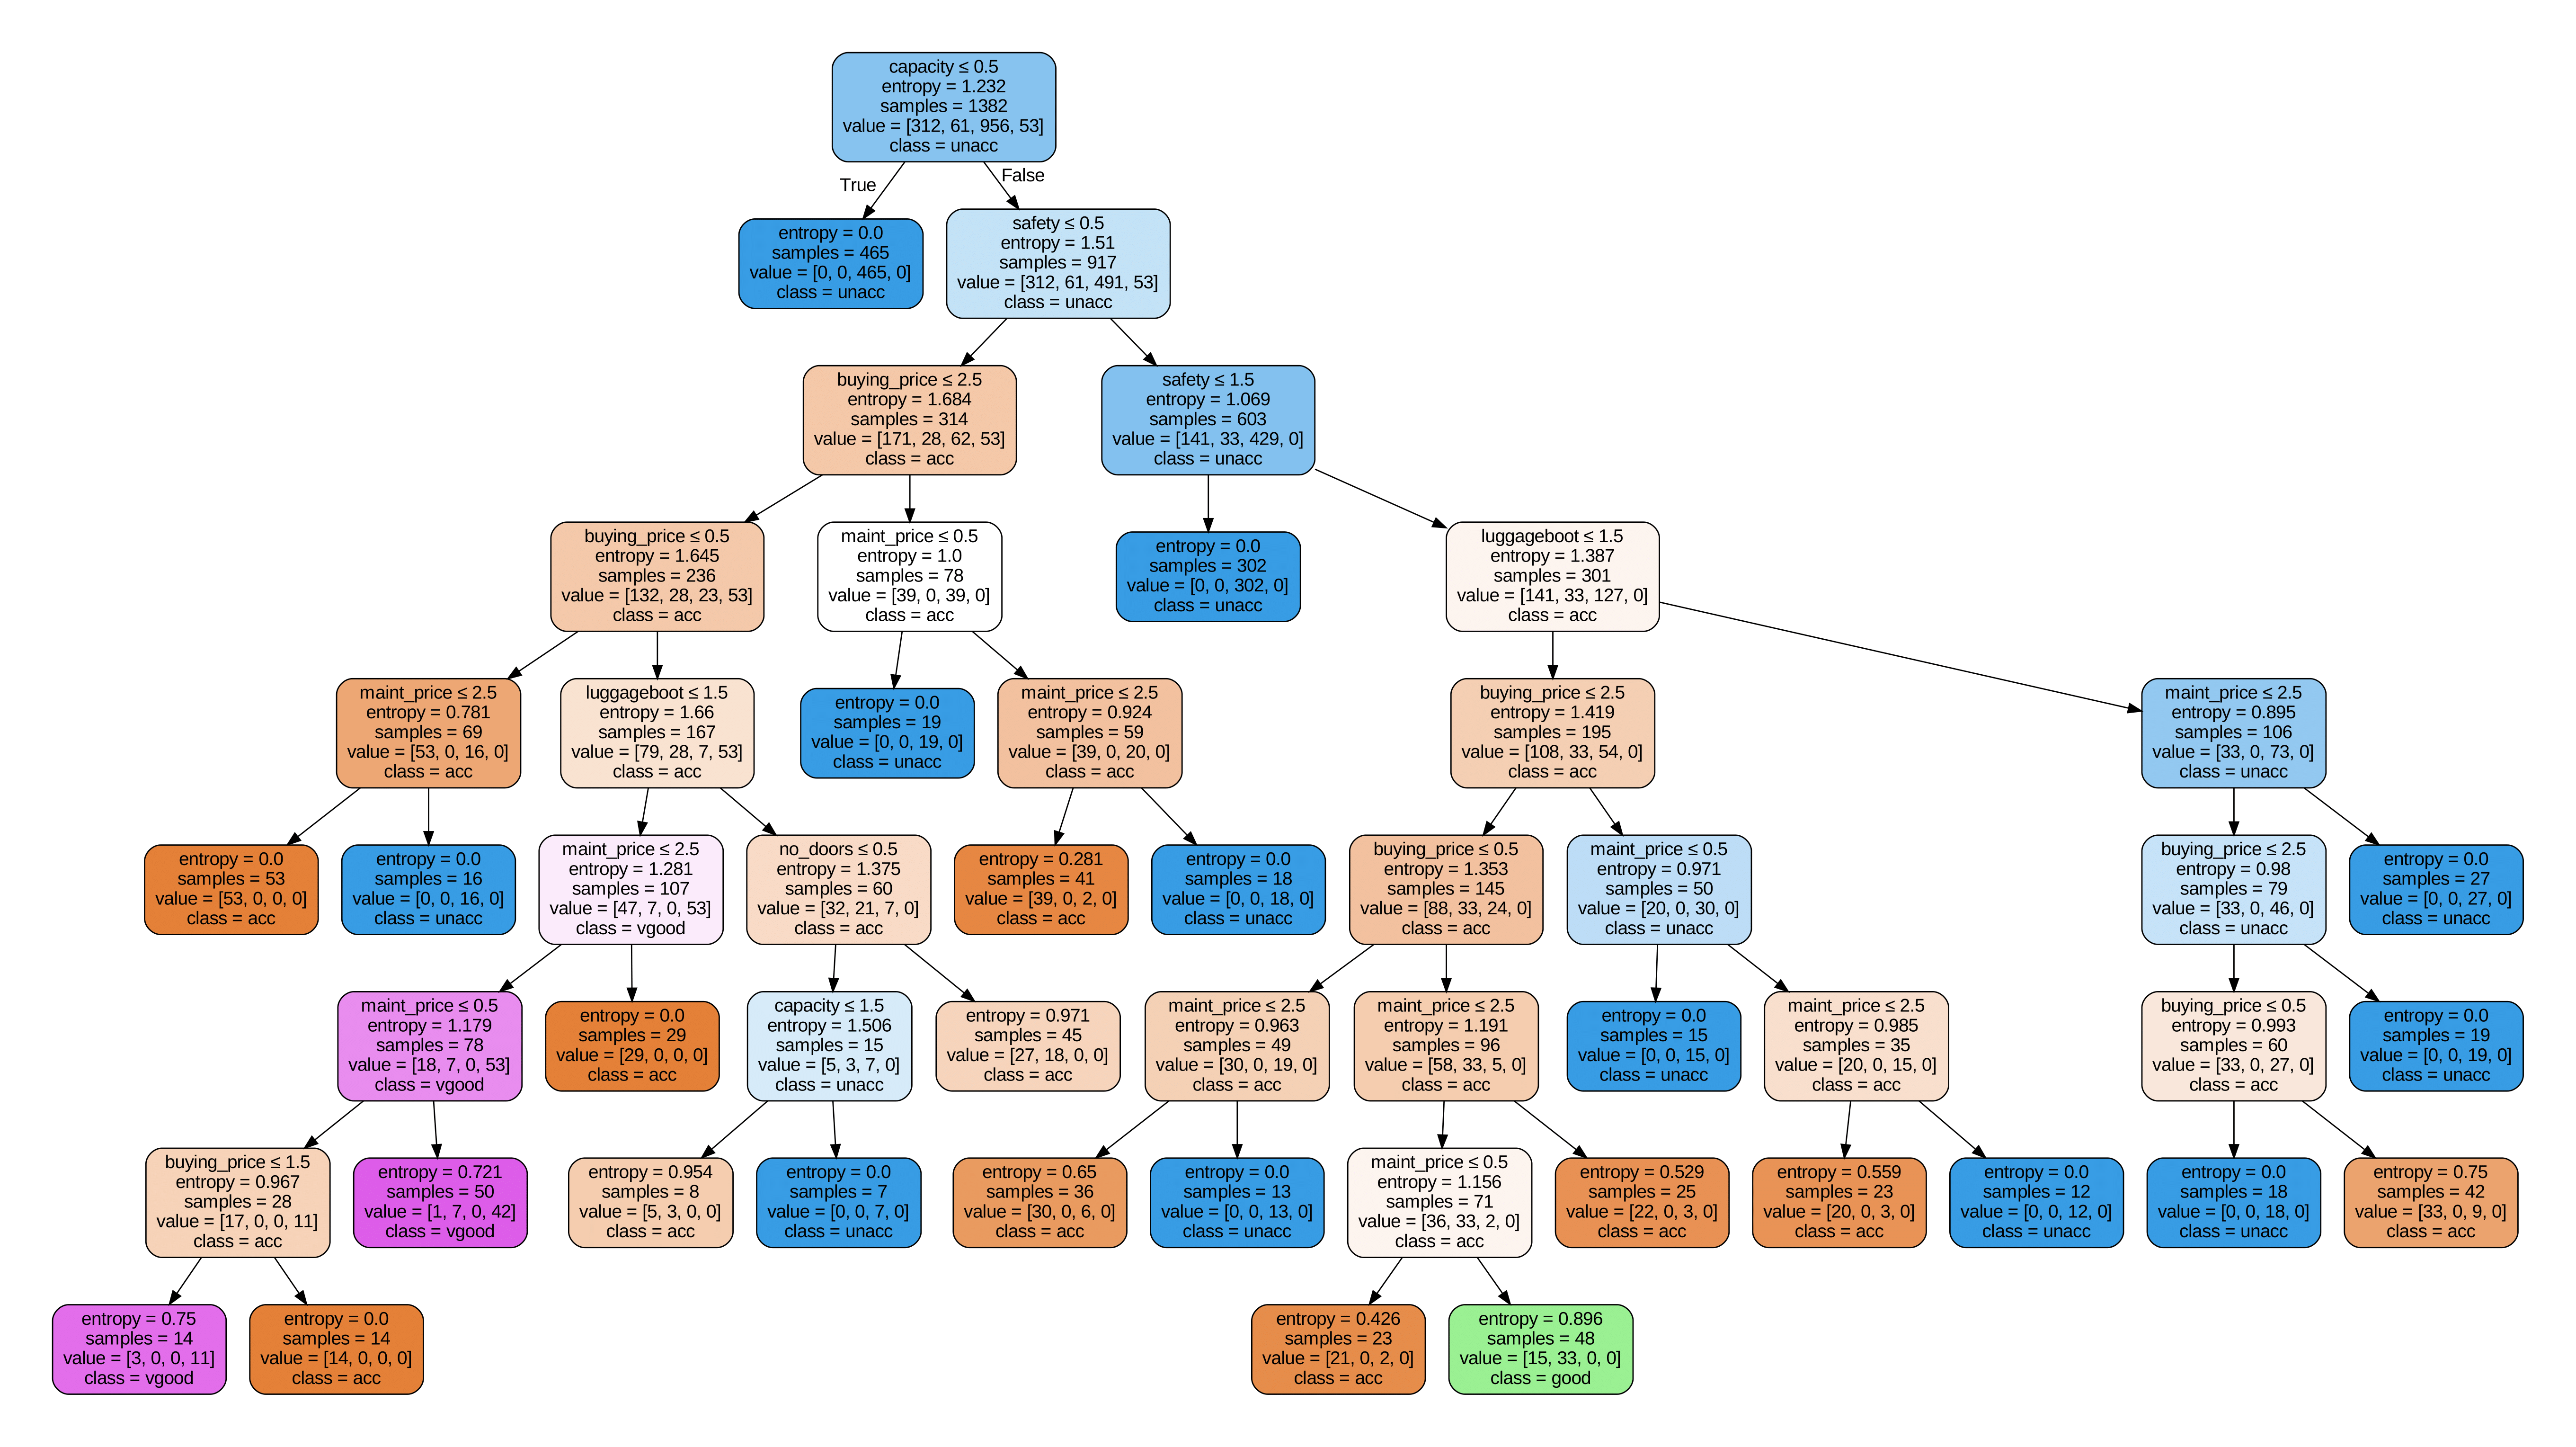 capacity ≤ 0.5
entropy = 1.232
samples = 1382
value = [312, 61, 956, 53]
class = unacc
True
False
entropy = 0.0
samples = 465
value = [0, 0, 465, 0]
class = unacc
safety ≤ 0.5
entropy = 1.51
samples = 917
value = [312, 61, 491, 53]
class = unacc
buying_price ≤ 2.5
entropy = 1.684
samples = 314
value = [171, 28, 62, 53]
class = acc
safety ≤ 1.5
entropy = 1.069
samples = 603
value = [141, 33, 429, 0]
class = unacc
buying_price ≤ 0.5
entropy = 1.645
samples = 236
value = [132, 28, 23, 53]
class = acc
maint_price ≤ 0.5
entropy = 1.0
samples = 78
value = [39, 0, 39, 0]
class = acc
entropy = 0.0
samples = 302
value = [0, 0, 302, 0]
class = unacc
luggageboot ≤ 1.5
entropy = 1.387
samples = 301
value = [141, 33, 127, 0]
class = acc
maint_price ≤ 2.5
entropy = 0.781
samples = 69
value = [53, 0, 16, 0]
class = acc
luggageboot ≤ 1.5
entropy = 1.66
samples = 167
value = [79, 28, 7, 53]
class = acc
entropy = 0.0
samples = 19
value = [0, 0, 19, 0]
class = unacc
maint_price ≤ 2.5
entropy = 0.924
samples = 59
value = [39, 0, 20, 0]
class = acc
buying_price ≤ 2.5
entropy = 1.419
samples = 195
value = [108, 33, 54, 0]
class = acc
maint_price ≤ 2.5
entropy = 0.895
samples = 106
value = [33, 0, 73, 0]
class = unacc
entropy = 0.0
samples = 53
value = [53, 0, 0, 0]
class = acc
entropy = 0.0
samples = 16
value = [0, 0, 16, 0]
class = unacc
maint_price ≤ 2.5
entropy = 1.281
samples = 107
value = [47, 7, 0, 53]
class = vgood
no_doors ≤ 0.5
entropy = 1.375
samples = 60
value = [32, 21, 7, 0]
class = acc
entropy = 0.281
samples = 41
value = [39, 0, 2, 0]
class = acc
entropy = 0.0
samples = 18
value = [0, 0, 18, 0]
class = unacc
buying_price ≤ 0.5
entropy = 1.353
samples = 145
value = [88, 33, 24, 0]
class = acc
maint_price ≤ 0.5
entropy = 0.971
samples = 50
value = [20, 0, 30, 0]
class = unacc
buying_price ≤ 2.5
entropy = 0.98
samples = 79
value = [33, 0, 46, 0]
class = unacc
entropy = 0.0
samples = 27
value = [0, 0, 27, 0]
class = unacc
maint_price ≤ 0.5
entropy = 1.179
samples = 78
value = [18, 7, 0, 53]
class = vgood
entropy = 0.0
samples = 29
value = [29, 0, 0, 0]
class = acc
capacity ≤ 1.5
entropy = 1.506
samples = 15
value = [5, 3, 7, 0]
class = unacc
entropy = 0.971
samples = 45
value = [27, 18, 0, 0]
class = acc
maint_price ≤ 2.5
entropy = 0.963
samples = 49
value = [30, 0, 19, 0]
class = acc
maint_price ≤ 2.5
entropy = 1.191
samples = 96
value = [58, 33, 5, 0]
class = acc
entropy = 0.0
samples = 15
value = [0, 0, 15, 0]
class = unacc
maint_price ≤ 2.5
entropy = 0.985
samples = 35
value = [20, 0, 15, 0]
class = acc
buying_price ≤ 0.5
entropy = 0.993
samples = 60
value = [33, 0, 27, 0]
class = acc
entropy = 0.0
samples = 19
value = [0, 0, 19, 0]
class = unacc
buying_price ≤ 1.5
entropy = 0.967
samples = 28
value = [17, 0, 0, 11]
class = acc
entropy = 0.721
samples = 50
value = [1, 7, 0, 42]
class = vgood
entropy = 0.954
samples = 8
value = [5, 3, 0, 0]
class = acc
entropy = 0.0
samples = 7
value = [0, 0, 7, 0]
class = unacc
entropy = 0.65
samples = 36
value = [30, 0, 6, 0]
class = acc
entropy = 0.0
samples = 13
value = [0, 0, 13, 0]
class = unacc
maint_price ≤ 0.5
entropy = 1.156
samples = 71
value = [36, 33, 2, 0]
class = acc
entropy = 0.529
samples = 25
value = [22, 0, 3, 0]
class = acc
entropy = 0.559
samples = 23
value = [20, 0, 3, 0]
class = acc
entropy = 0.0
samples = 12
value = [0, 0, 12, 0]
class = unacc
entropy = 0.0
samples = 18
value = [0, 0, 18, 0]
class = unacc
entropy = 0.75
samples = 42
value = [33, 0, 9, 0]
class = acc
entropy = 0.75
samples = 14
value = [3, 0, 0, 11]
class = vgood
entropy = 0.0
samples = 14
value = [14, 0, 0, 0]
class = acc
entropy = 0.426
samples = 23
value = [21, 0, 2, 0]
class = acc
entropy = 0.896
samples = 48
value = [15, 33, 0, 0]
class = good